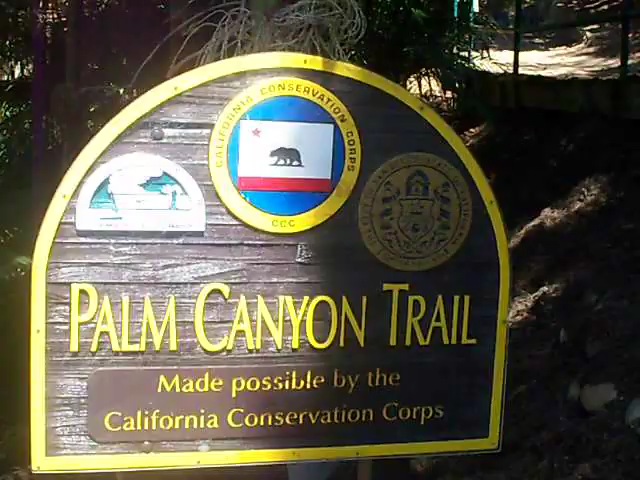 CALIFORNIA CONSERVATION CORPS
CCC
PALM CANYON TRAIL
Made possible by the
California Conservation Corps